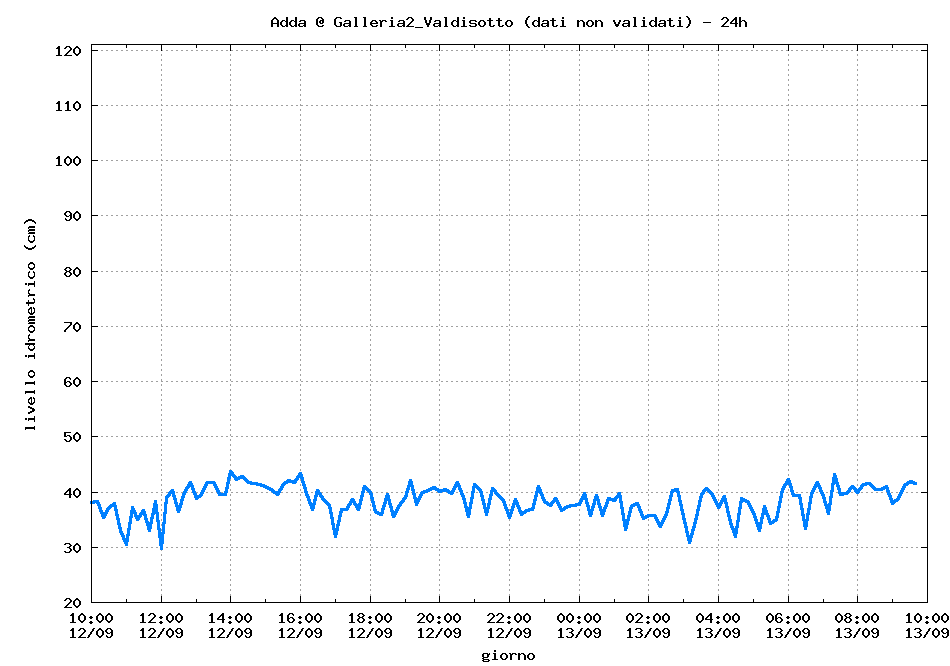 Adda @ Galleria2_Valdisotto (dati non validati) - 24h
120
110
100
90
80
70
60
50
40
30
20
livello idrometrico (cm)
10:00 12:00 14:00 16:00 18:00 20:00 22:00 00:00 02:00 04:00 06:00 08:00 10:00
12/09 12/09 12/09 12/09 12/09 12/09 12/09 13/09 13/09 13/09 13/09 13/09 13/09
giorno